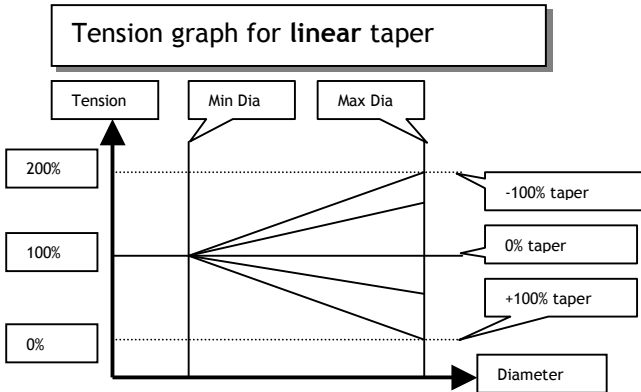 Tension graph for linear taper
Tension
Min Dia
Max Dia
200%
-100% taper
100%
0% taper
+100% taper
0%
Diameter